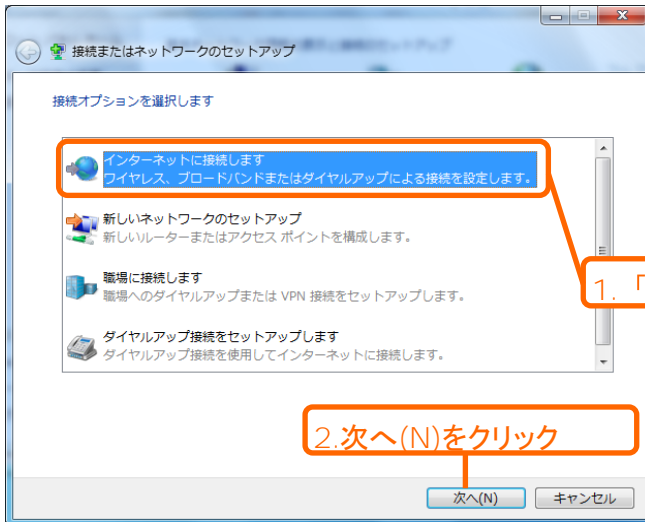 接続またはネットワークのセットアップ
接続オプションを選択します
インターネットに接続します
ワイヤレス、ブロードバンドまたはダイヤルアップによる接続を設定します。
新しいネットワークのセットアップ
新しいルーターまたはアクセス ポイントを構成します。
職場に接続します
職場へのダイヤルアップまたは VPN 接続をセットアップします。
ダイヤルアップ接続をセットアップします
ダイヤルアップ接続を使用してインターネットに接続します。
1. 「
2.次へ(N)をクリック
次へ(N)
キャンセル